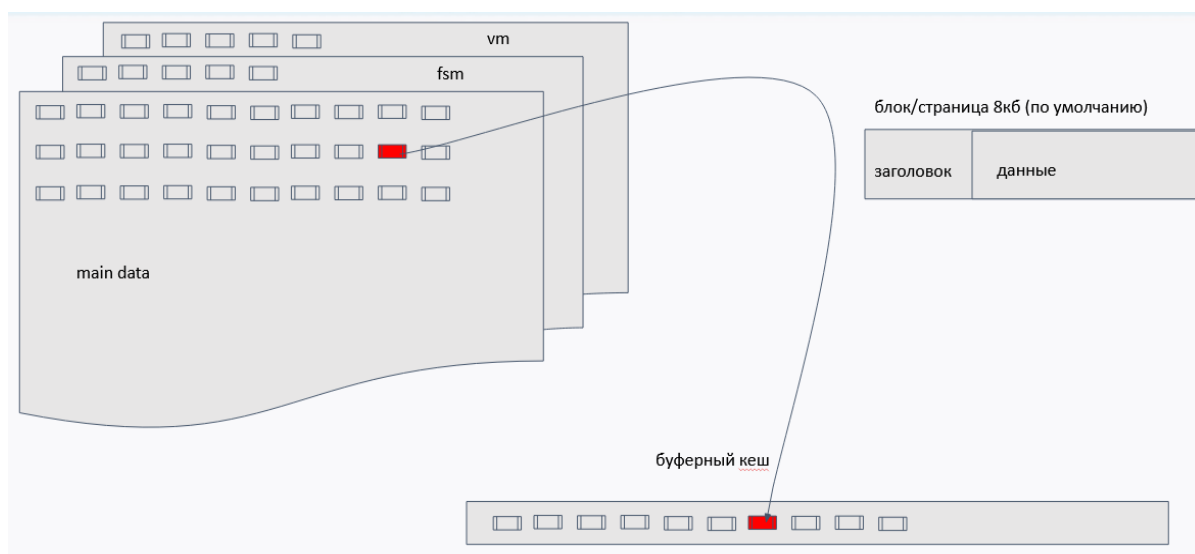 vm
fsm
блок/страница 8кб (по умолчанию)
заголовок
данные
main data
буферный кеш